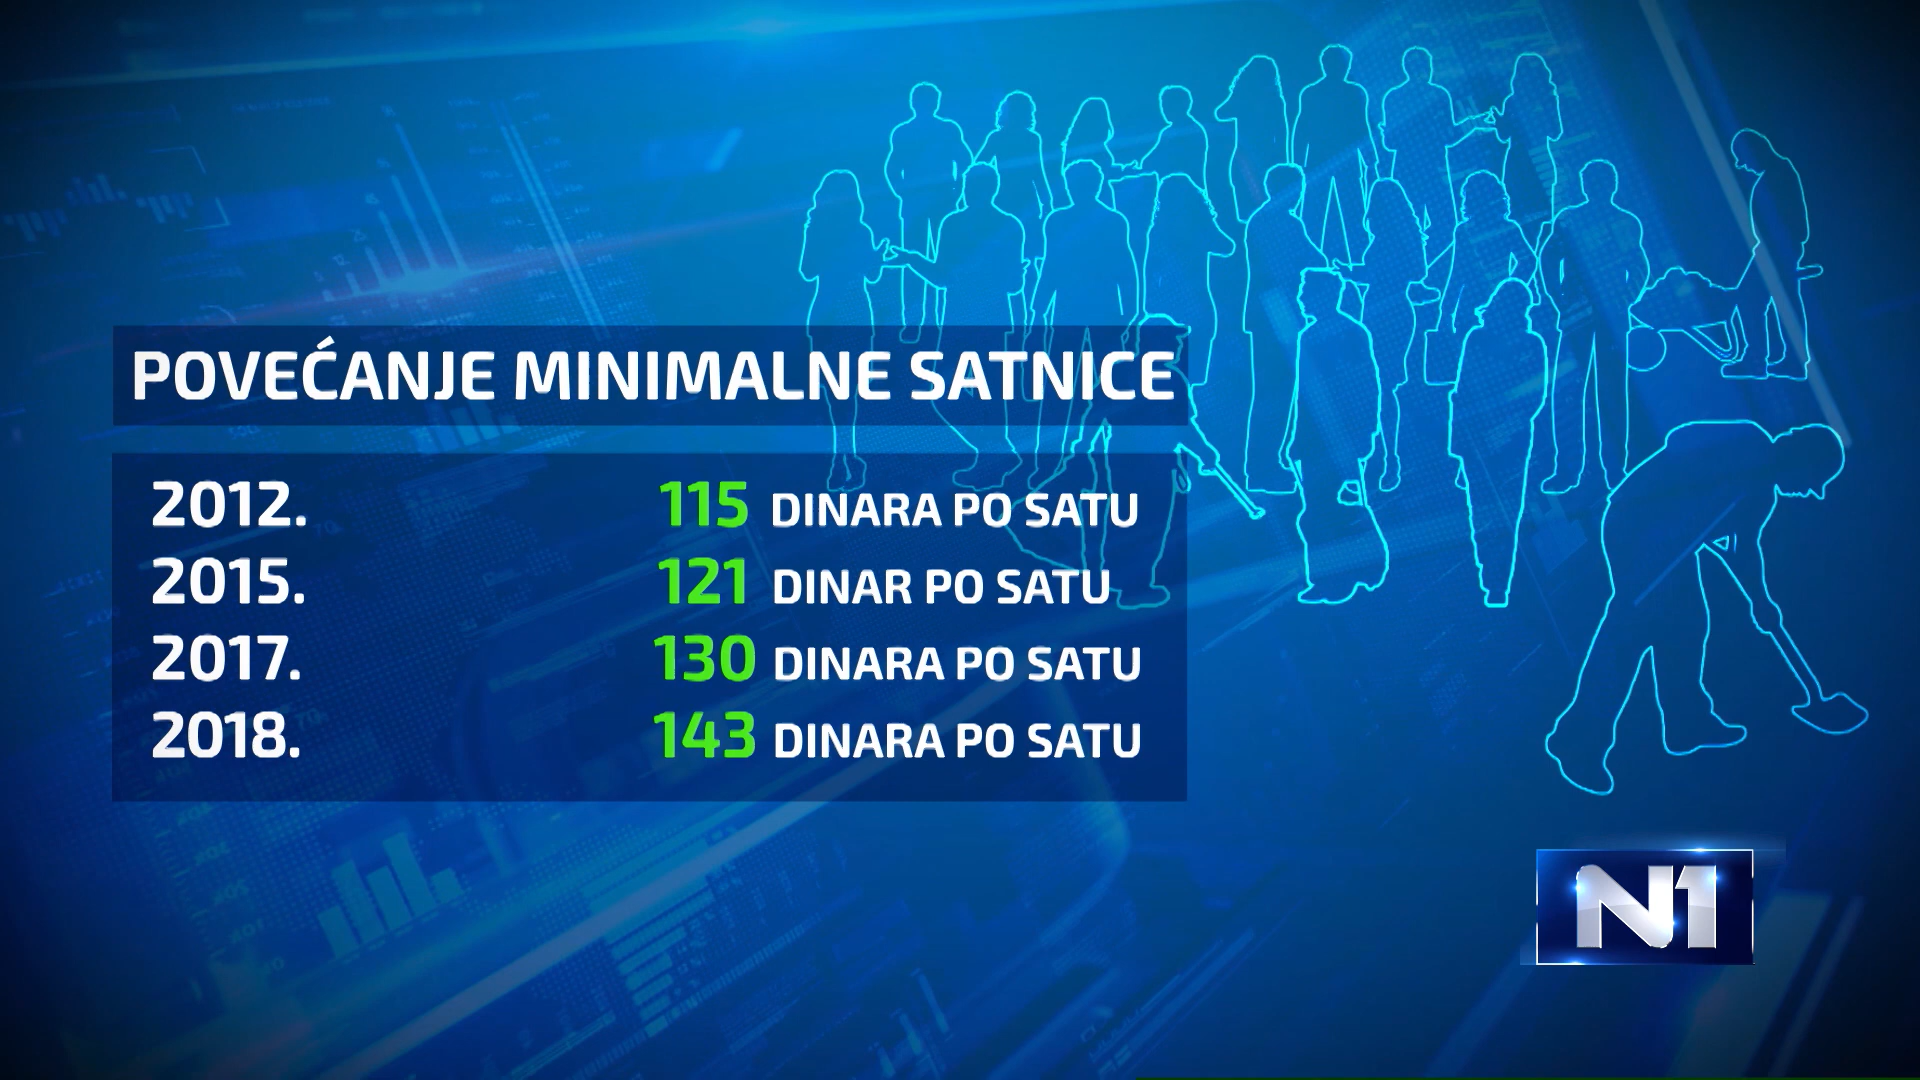 POVEĆANJE MINIMALNE SATNICE
2012. 115 DINARA PO SATU
2015. 121 DINAR PO SATU
2017. 130 DINARA PO SATU
2018. 143 DINARA PO SATU
N1